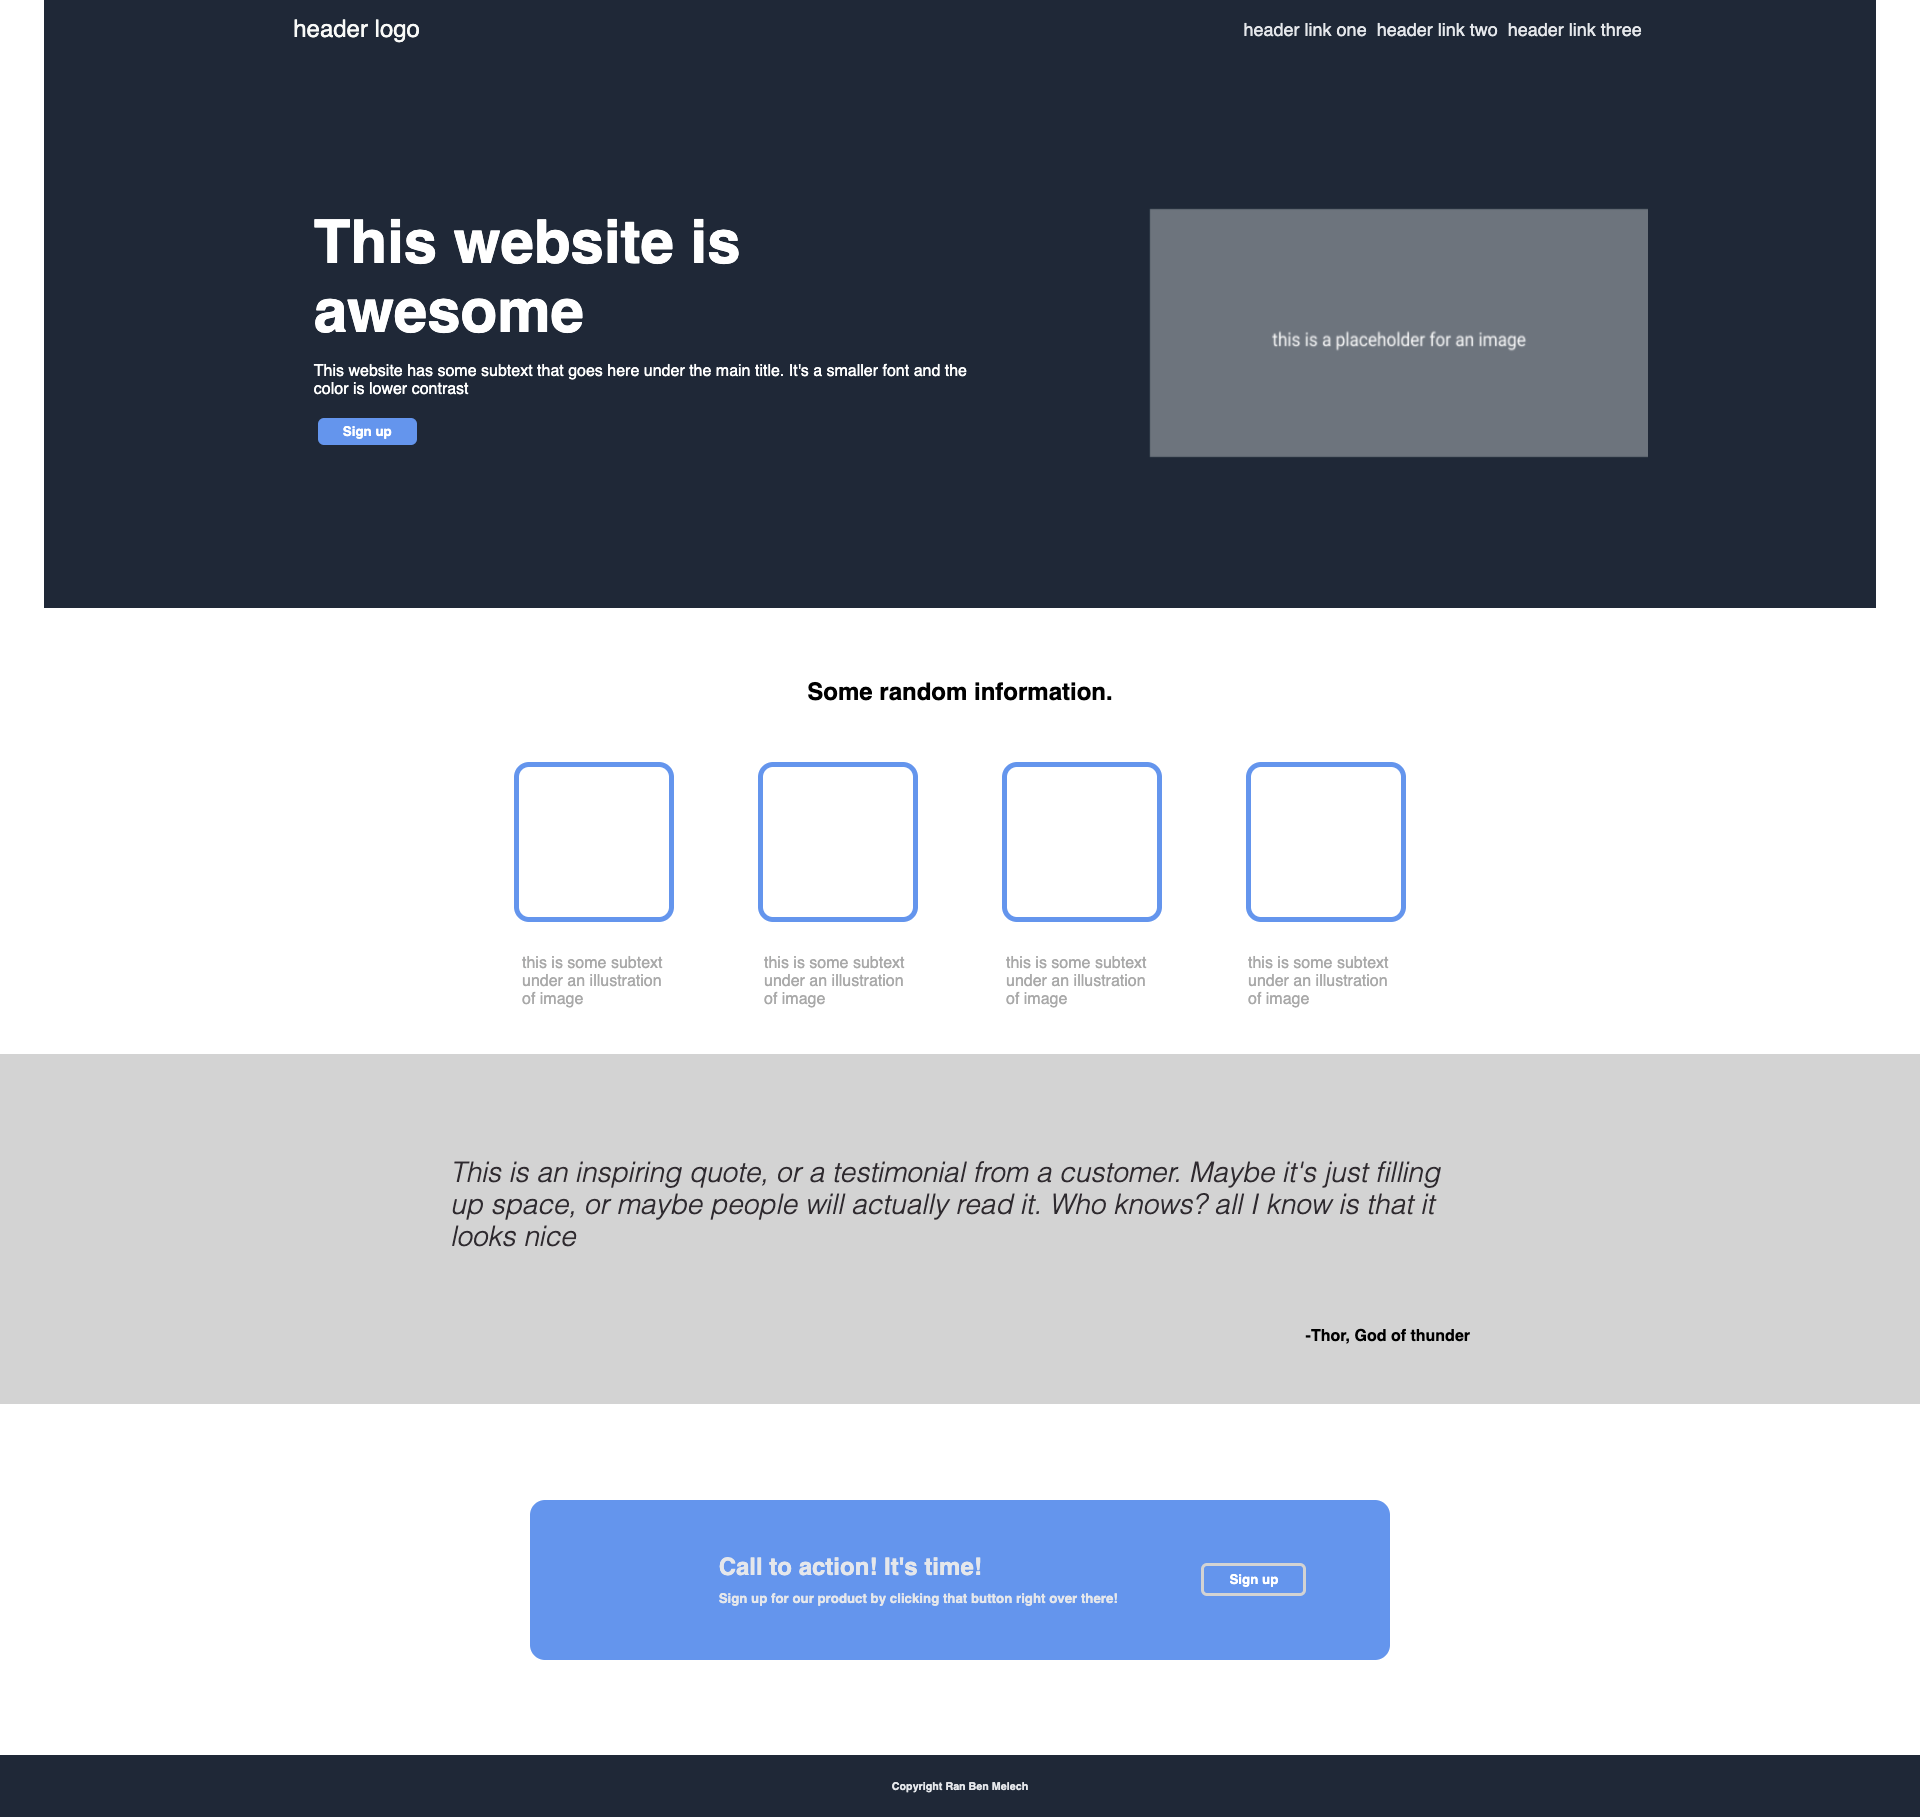 header logo
header link one header link two header link three
This website is
awesome
This website has some subtext that goes here under the main title. It's a smaller font and the
color is lower contrast
Sign up
this is a placeholder for an image
Some random information.
this is some subtext
under an illustration
of image
this is some subtext
under an illustration
of image
this is some subtext
under an illustration
of image
this is some subtext
under an illustration
of image
This is an inspiring quote, or a testimonial from a customer. Maybe it's just filling
up space, or maybe people will actually read it. Who knows? all I know is that it
looks nice
-Thor, God of thunder
Call to action! It's time!
Sign up for our product by clicking that button right over there!
Sign up
Copyright Ran Ben Melech